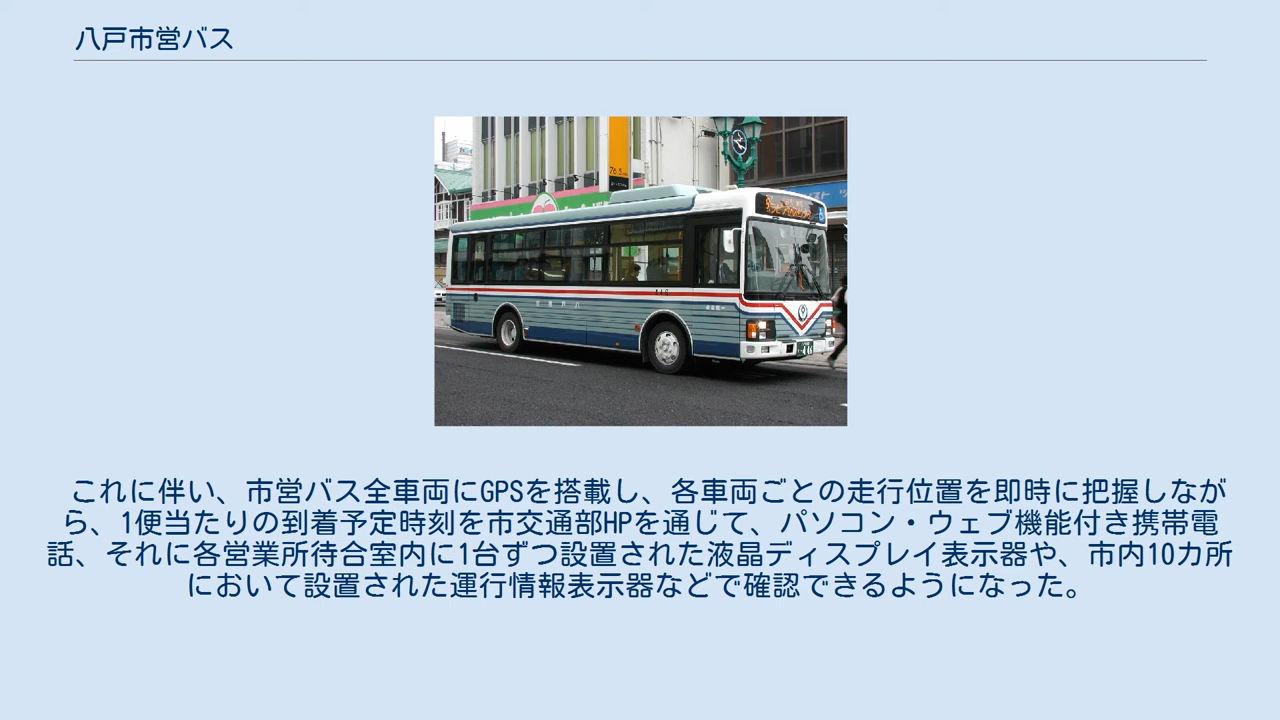 八戸市営バス
これに伴い、市営バス全車両にGPSを搭載し、各車両ごとの走行位置を即時に把握しなが
ら、1便当たりの到着予定時刻を市交通部HPを通じて、パソコン・ウェブ機能付き携帯電
話、それに各営業所待合室内に1台ずつ設置された液晶ディスプレイ表示器や、市内10カ所
において設置された運行情報表示器などで確認できるようになった。